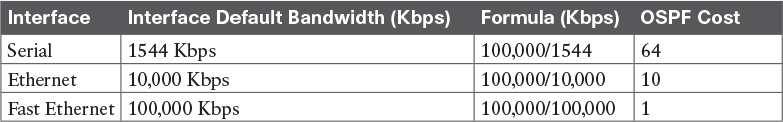 Interface Interface Default Bandwidth (Kbps) Formula (Kbps) OSPF Cost
Serial 1544 Kbps 100,000/1544 64
Ethernet 10,000 Kbps 100,000/10,000 10
Fast Ethernet 100,000 Kbps 100,000/100,000 1